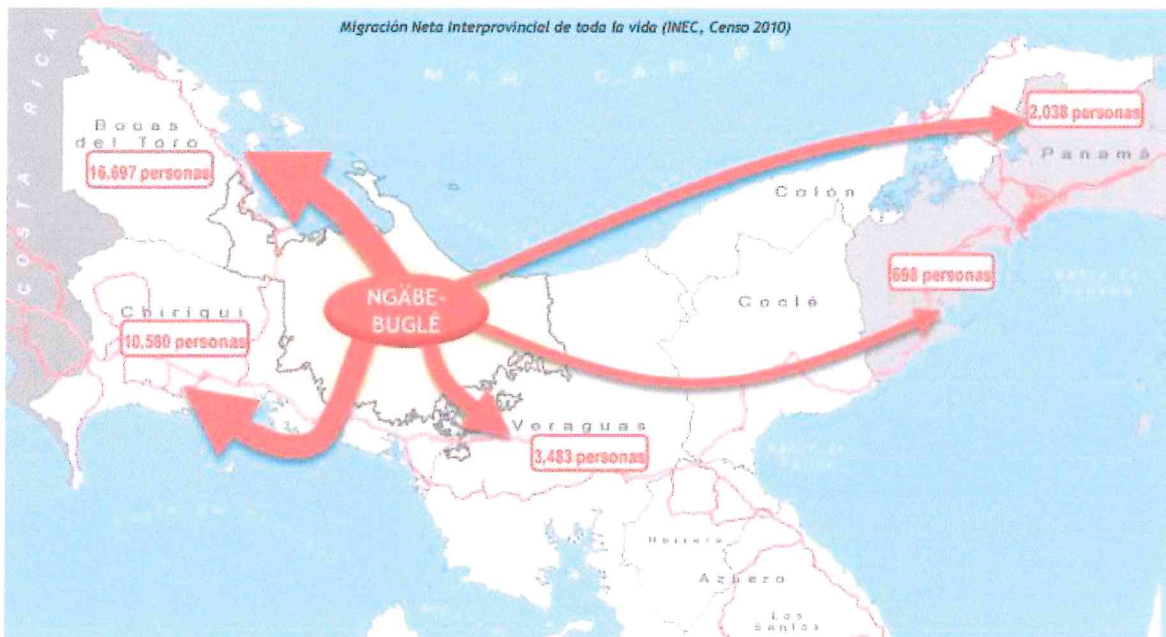 Migración Neta Interprovincial de toda la vida (INEC, Censo 2010)
MAR CARIBE
COSTA RICA
Bocas
del Toro
16,697 personas
2,038 personas
Panamá
Colón
NGÄBE-
BUGLÉ
698 personas
Coclé
Chiriquí
10,580 personas
Veraguas
3,483 personas
Herrera
Azuero
Los
Santos